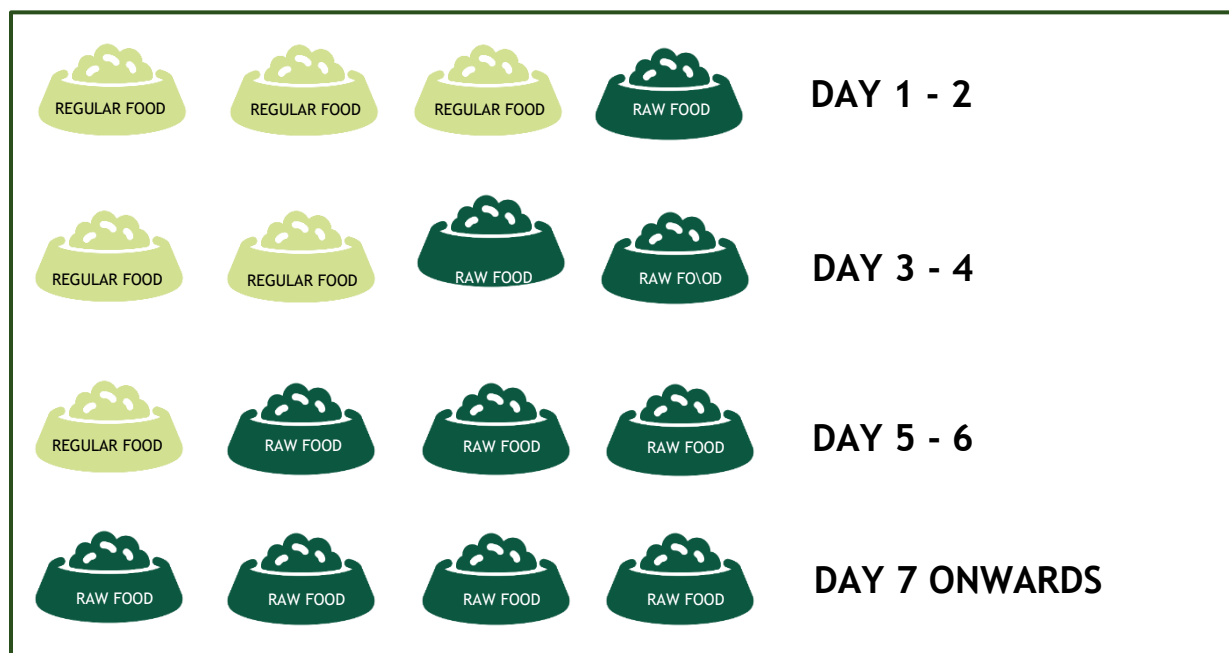 REGULAR FOOD REGULAR FOOD REGULAR FOOD RAW FOOD DAY 1 - 2
REGULAR FOOD REGULAR FOOD RAW FOOD RAW FO\OD DAY 3 - 4
REGULAR FOOD RAW FOOD RAW FOOD RAW FOOD DAY 5 - 6
RAW FOOD RAW FOOD RAW FOOD RAW FOOD DAY 7 ONWARDS